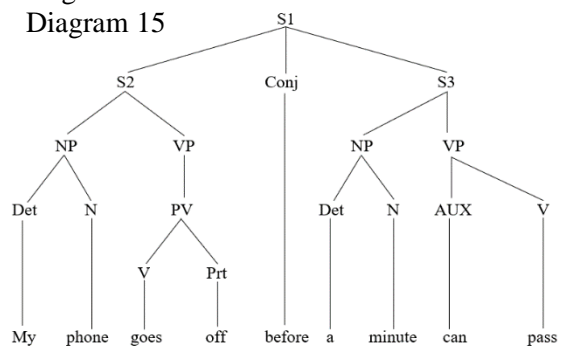 Diagram 15
S1
S2 Conj S3
NP VP NP VP
Det N PV Det N AUX V
V Prt
My phone goes off before a minute can pass